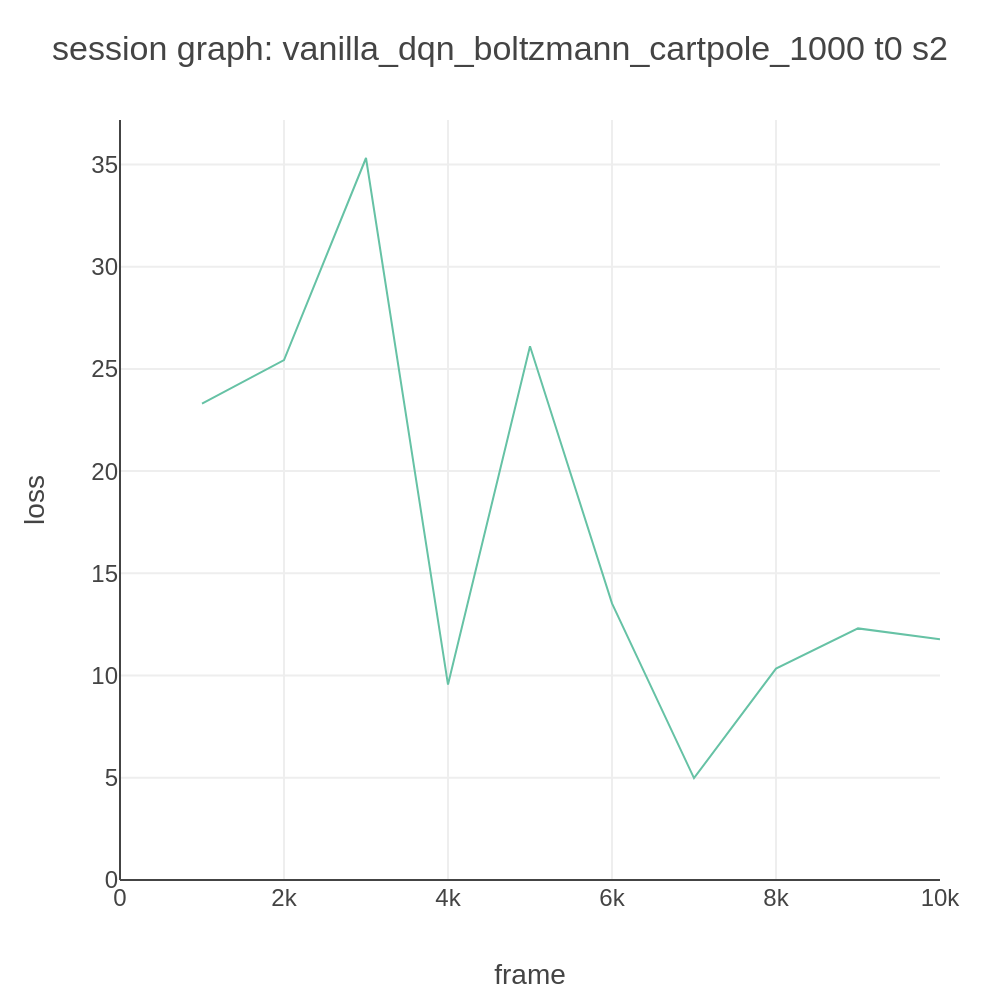 session graph: vanilla_dqn_boltzmann_cartpole_1000 t0 s2
35
30
25
20
15
10
5
0
loss
0 2k 4k 6k 8k 10k
frame